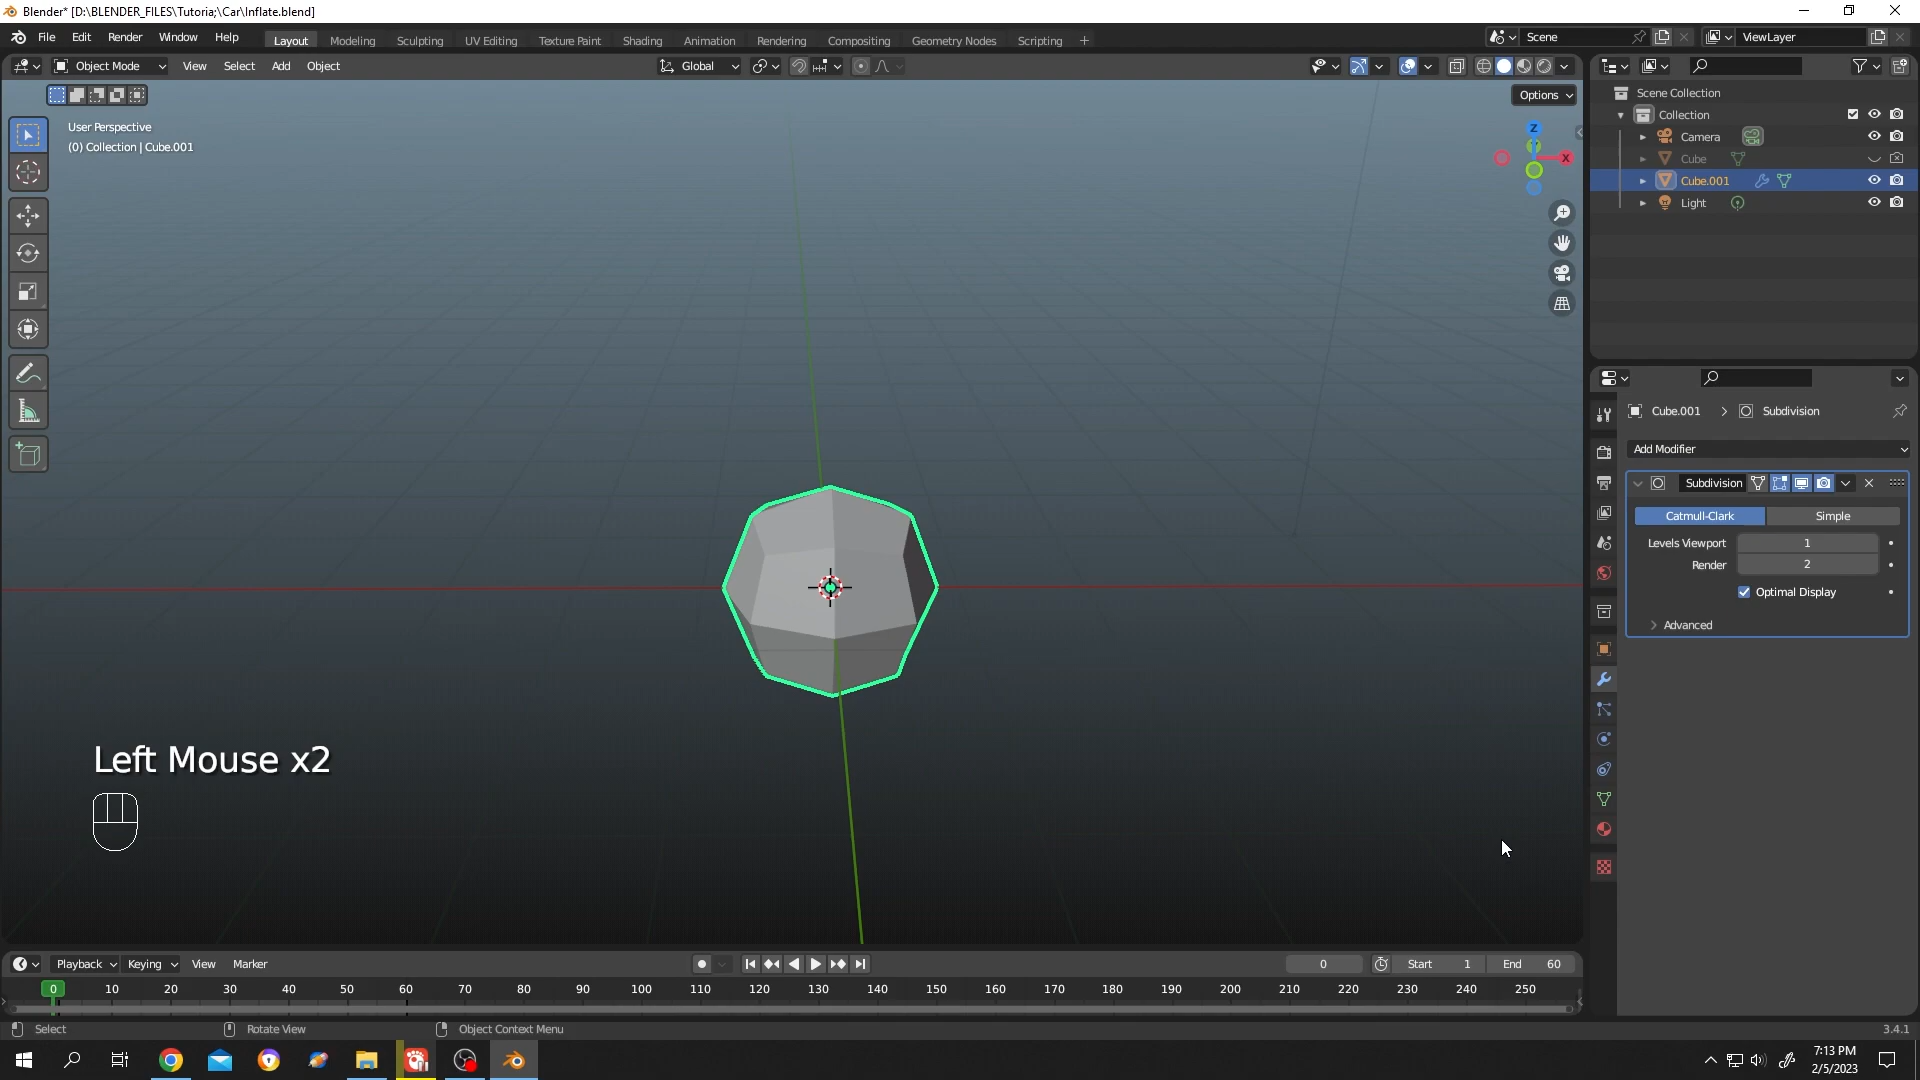 Blender* [D:\BLENDER_FILES\Tutoria;\Car\Inflate.blend]
File Edit Render Window Help Layout Modeling Sculpting UV Editing Texture Paint Shading Animation Rendering Compositing Geometry Nodes Scripting + Scene ViewLayer
Object Mode View Select Add Object Global
Options
User Perspective
(0) Collection | Cube.001
Z
X
Scene Collection
Collection
Camera
Cube
Cube.001
Light
Cube.001 Subdivision
Add Modifier
Subdivision
Catmull-Clark Simple
Levels Viewport 1
Render 2
Optimal Display
Advanced
Left Mouse x2
Playback Keying View Marker 0 Start 1 End 60
0 10 20 30 40 50 60 70 80 90 100 110 120 130 140 150 160 170 180 190 200 210 220 230 240 250
Select Rotate View Object Context Menu 3.4.1
7:13 PM
2/5/2023